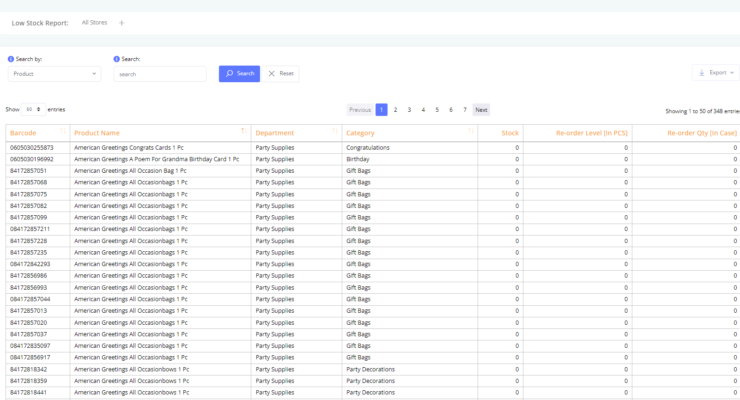 Low Stock Report: All Stores +
Search by: Search:
Product search Search Reset Export
Show 50 entries Previous 1 2 3 4 5 6 7 Next Showing 1 to 50 of 348 entrie
Barcode Product Name Department Category Stock Re-order Level [In PCS] Re-order Qty [In Case]
0605030255873 American Greetings Congrats Cards 1 Pc Party Supplies Congratulations 0 0 0
0605030196992 American Greetings A Poem For Grandma Birthday Card 1 Pc Party Supplies Birthday 0 0 0
84172857051 American Greetings All Occasion Bag 1 Pc Party Supplies Gift Bags 0 0 0
84172857068 American Greetings All Occasionbags 1 Pc Party Supplies Gift Bags 0 0 0
84172857075 American Greetings All Occasionbags 1 Pc Party Supplies Gift Bags 0 0 0
84172857082 American Greetings All Occasionbags 1 Pc Party Supplies Gift Bags 0 0 0
84172857099 American Greetings All Occasionbags 1 Pc Party Supplies Gift Bags 0 0 0
084172857211 American Greetings All Occasionbags 1 Pc Party Supplies Gift Bags 0 0 0
84172857228 American Greetings All Occasionbags 1 Pc Party Supplies Gift Bags 0 0 0
84172857235 American Greetings All Occasionbags 1 Pc Party Supplies Gift Bags 0 0 0
084172842293 American Greetings All Occasionbags 1 Pc Party Supplies Gift Bags 0 0 0
84172856986 American Greetings All Occasionbags 1 Pc Party Supplies Gift Bags 0 0 0
84172856993 American Greetings All Occasionbags 1 Pc Party Supplies Gift Bags 0 0 0
084172857044 American Greetings All Occasionbags 1 Pc Party Supplies Gift Bags 0 0 0
84172857013 American Greetings All Occasionbags 1 Pc Party Supplies Gift Bags 0 0 0
84172857020 American Greetings All Occasionbags 1 Pc Party Supplies Gift Bags 0 0 0
84172857037 American Greetings All Occasionbags 1 Pc Party Supplies Gift Bags 0 0 0
084172835097 American Greetings All Occasionbags 1 Pc Party Supplies Gift Bags 0 0 0
084172856917 American Greetings All Occasionbags 1 Pc Party Supplies Gift Bags 0 0 0
84172818342 American Greetings All Occasionbows 1 Pc Party Supplies Party Decorations 0 0 0
84172818359 American Greetings All Occasionbows 1 Pc Party Supplies Party Decorations 0 0 0
84172818441 American Greetings All Occasionbows 1 Pc Party Supplies Party Decorations 0 0 0